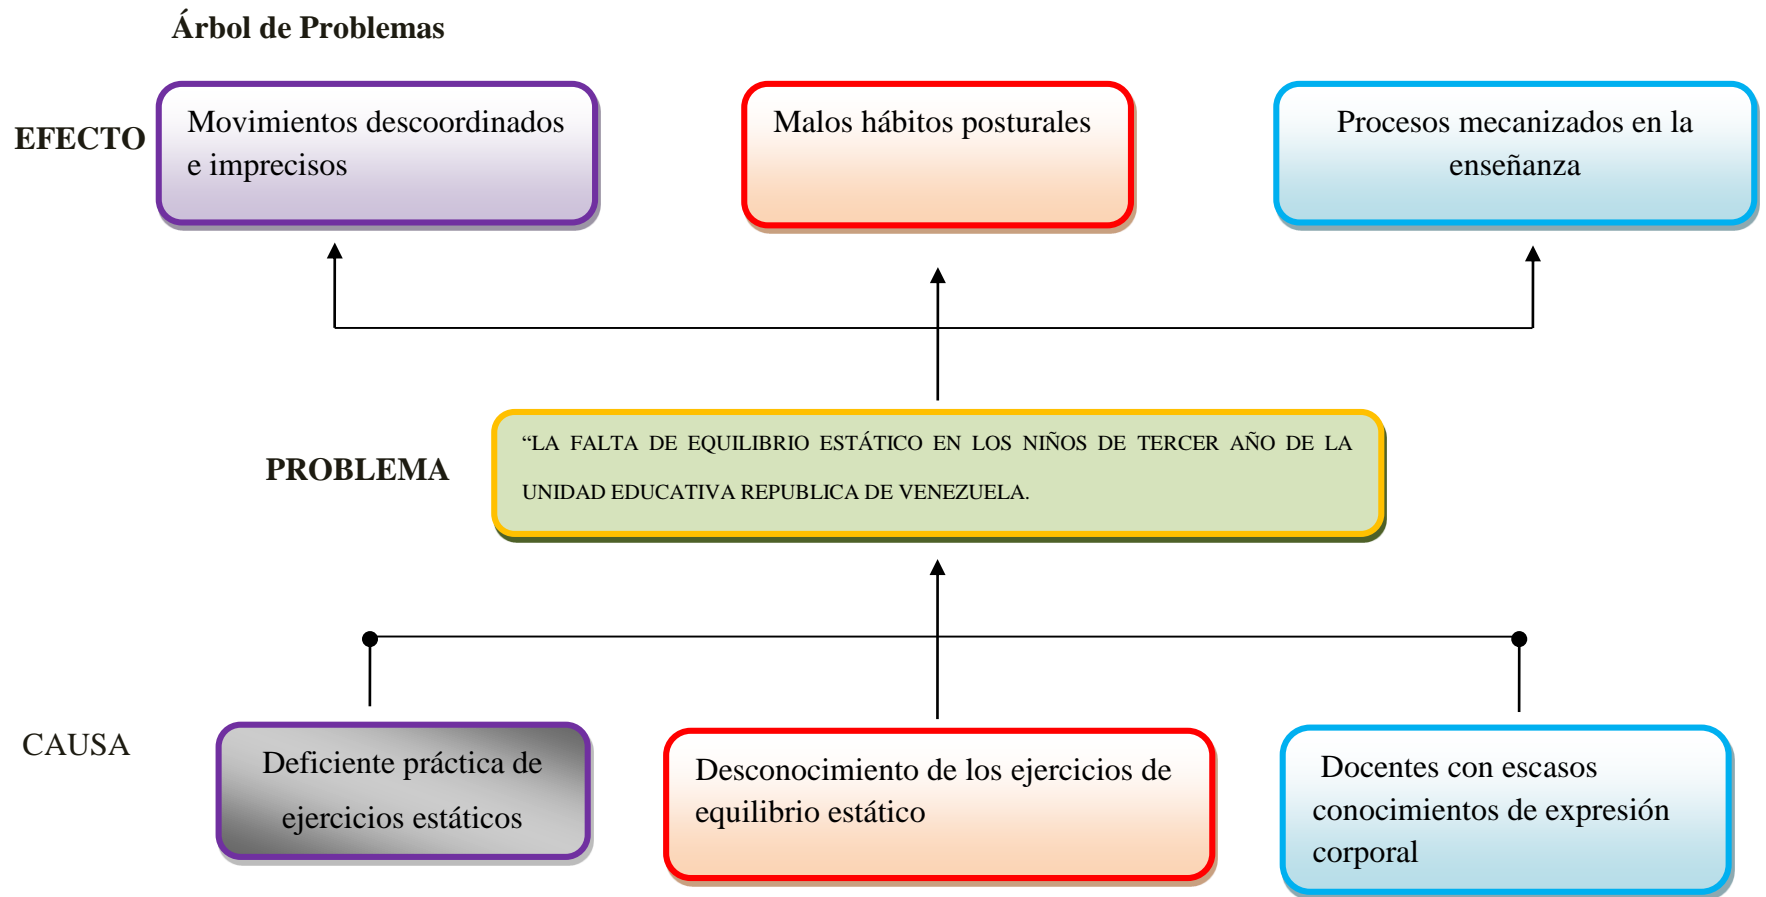 Árbol de Problemas
EFECTO
Movimientos descoordinados
e imprecisos
Malos hábitos posturales
Procesos mecanizados en la
enseñanza
PROBLEMA
“LA FALTA DE EQUILIBRIO ESTÁTICO EN LOS NIÑOS DE TERCER AÑO DE LA
UNIDAD EDUCATIVA REPUBLICA DE VENEZUELA.
CAUSA
Deficiente práctica de
ejercicios estáticos
Desconocimiento de los ejercicios de
equilibrio estático
Docentes con escasos
conocimientos de expresión
corporal